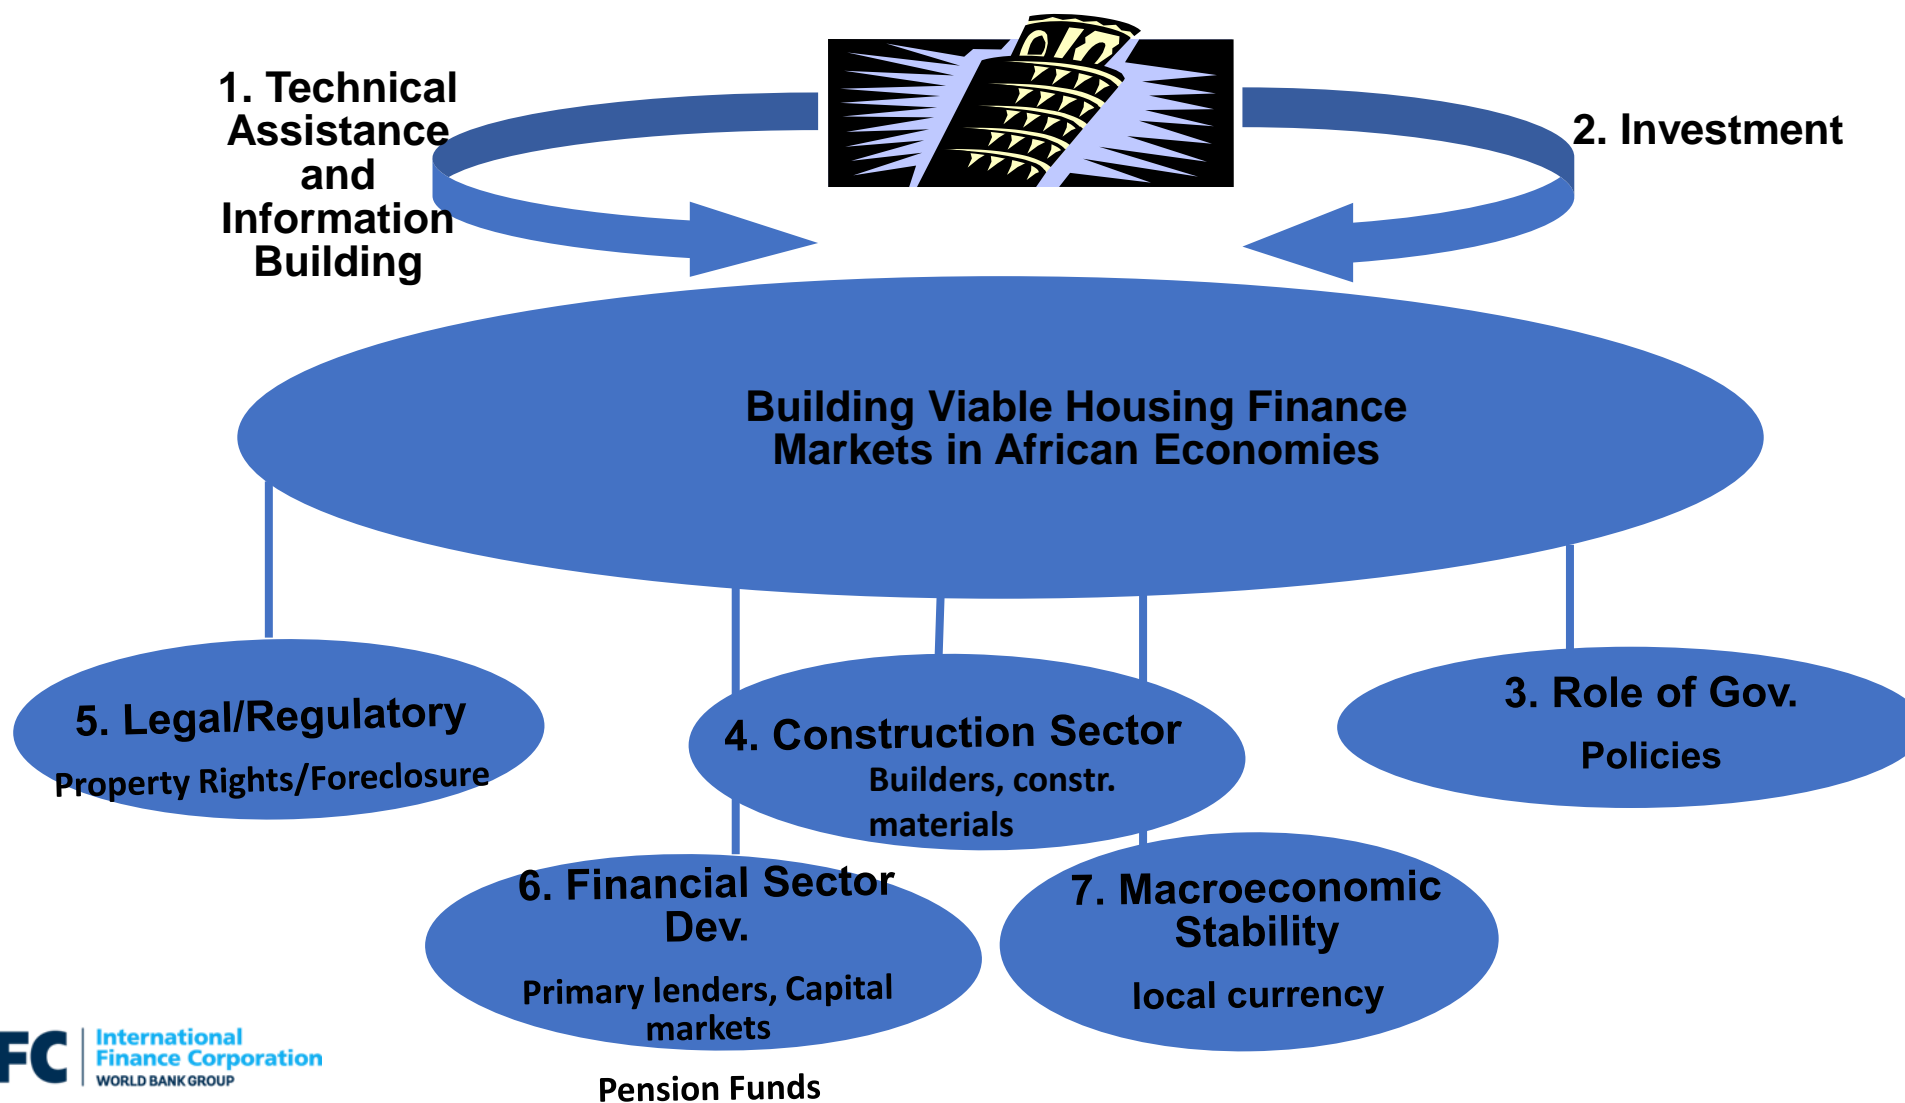 1. Technical
Assistance
and
Information
Building
2. Investment
Building Viable Housing Finance
Markets in African Economies
5. Legal/Regulatory
Property Rights/Foreclosure
4. Construction Sector
Builders, constr.
materials
3. Role of Gov.
Policies
6. Financial Sector
Dev.
Primary lenders, Capital
markets
Pension Funds
7. Macroeconomic
Stability
local currency
FC
International
Finance Corporation
WORLD BANK GROUP